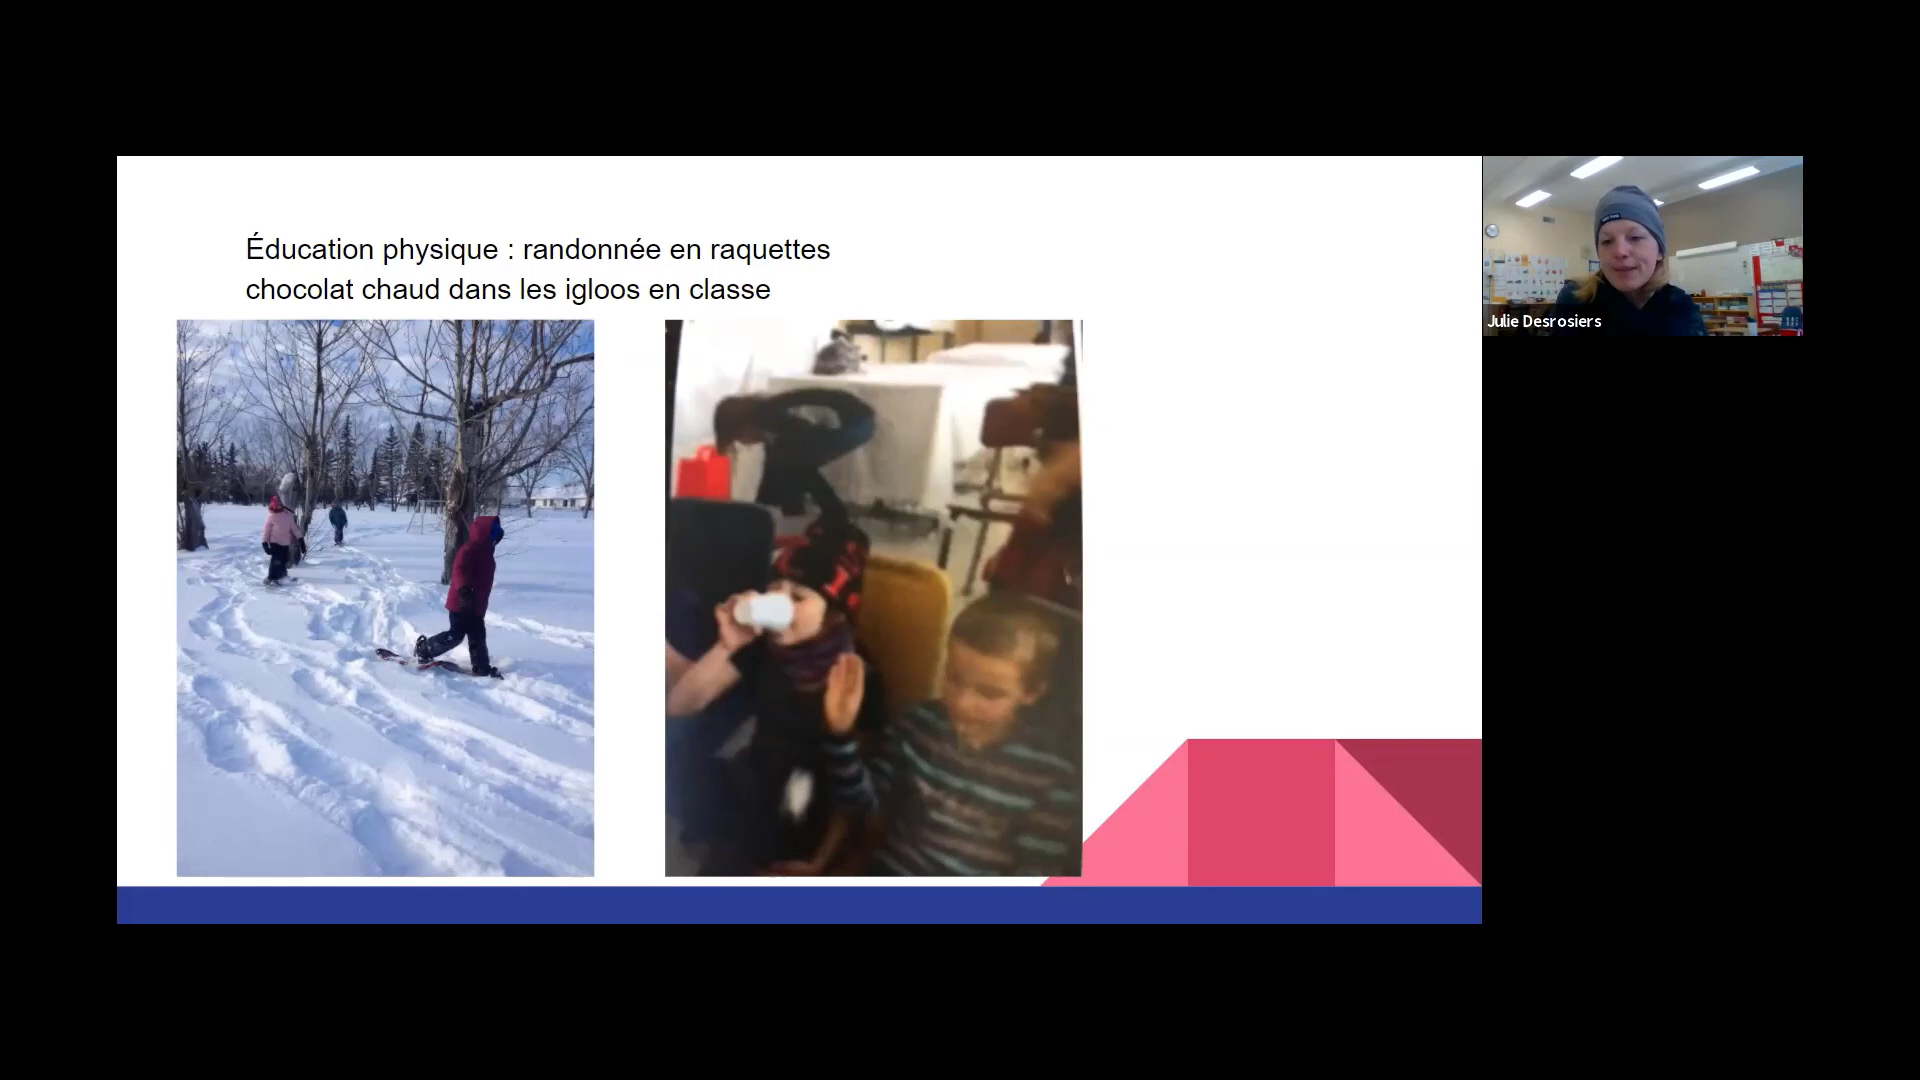 Éducation physique : randonnée en raquettes
chocolat chaud dans les igloos en classe
Julie Desrosiers